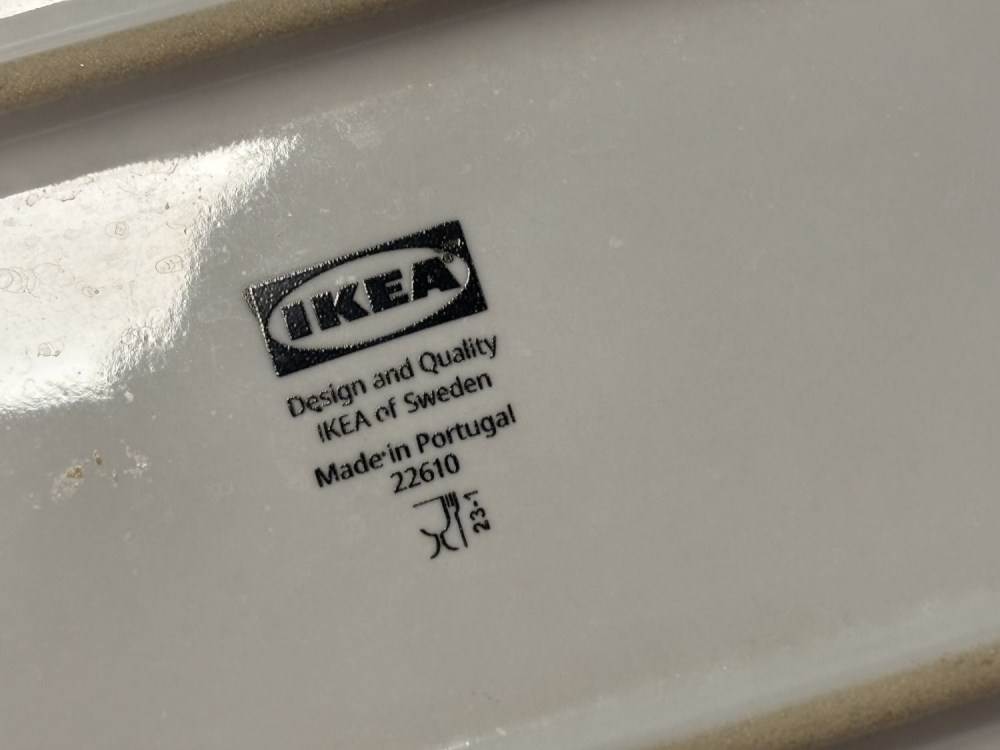 IKEA®
Design and Quality
IKEA of Sweden
Made in Portugal
22610
23-1